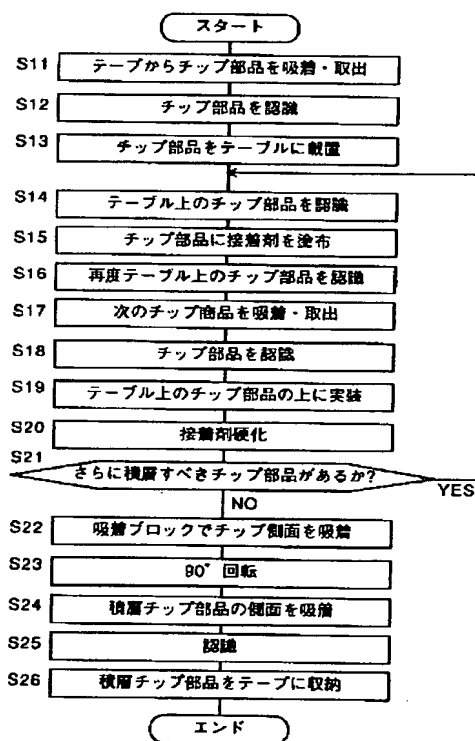 スタート
S11 テープからチップ部品を吸着・取出
S12 チップ部品を認識
S13 チップ部品をテーブルに載置
S14 テーブル上のチップ部品を認識
S15 チップ部品に接着剤を塗布
S16 再度テーブル上のチップ部品を認識
S17 次のチップ商品を吸着・取出
S18 チップ部品を認認
S19 テーブル上のチップ部品の上に実装
S20 接着剤硬化
S21 さらに積層すべきチップ部品があるか?
YES
NO
S22 吸着ブロックでチップ側面を吸着
S23 90°回転
S24 積層チップ部品の側面を吸着
S25 認識
S26 積層チップ部品をテープに収納
エンド